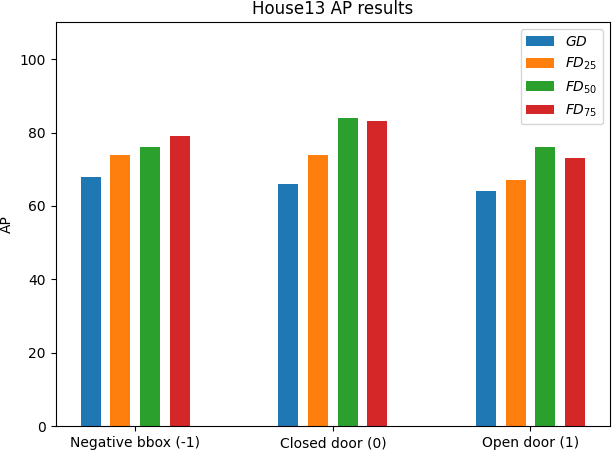 House13 AP results
GD
FD25
FD50
FD75
AP
100
80
60
40
20
0
Negative bbox (-1)
Closed door (0)
Open door (1)